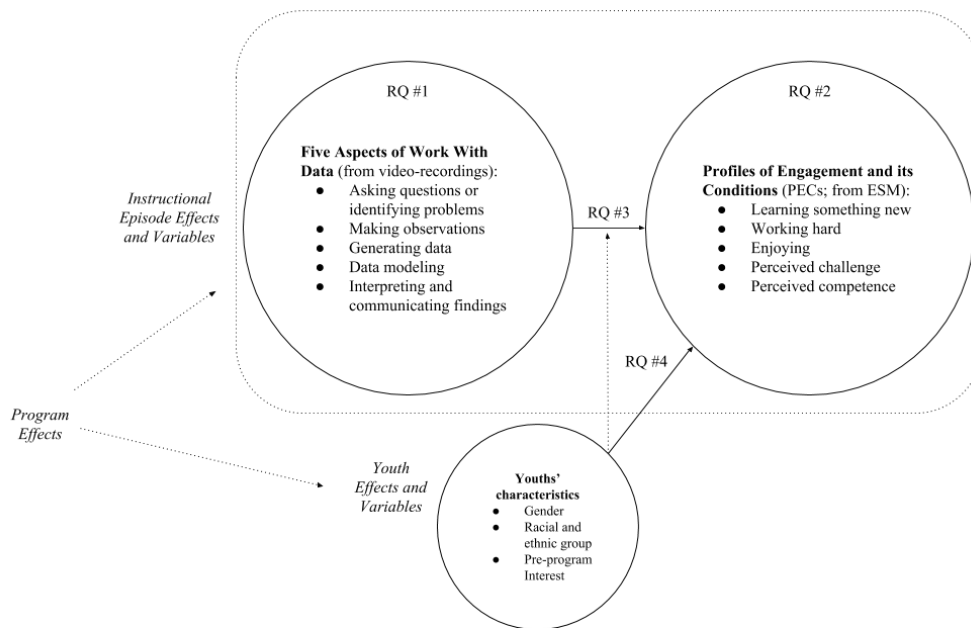 RQ #1
Five Aspects of Work With
Data (from video-recordings):
● Asking questions or
identifying problems
● Making observations
● Generating data
● Data modeling
● Interpreting and
communicating findings
RQ #2
Profiles of Engagement and its
Conditions (PECs; from ESM):
● Learning something new
● Working hard
● Enjoying
● Perceived challenge
● Perceived competence
Instructional
Episode Effects
and Variables
RQ #3
RQ #4
Program
Effects
Youth
Effects and
Variables
Youths'
characteristics
● Gender
● Racial and
ethnic group
● Pre-program
Interest